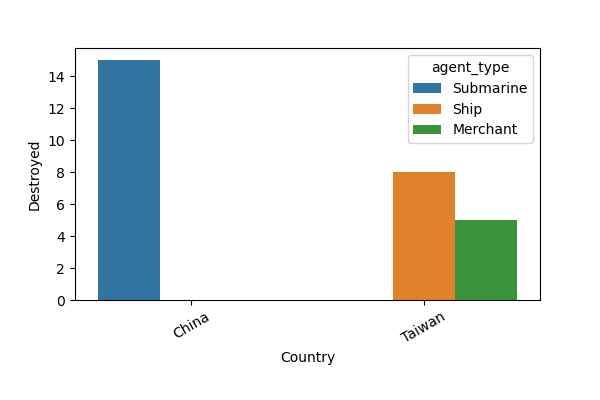 agent_type
Submarine
Ship
Merchant
14
12
10
8
6
4
2
0
Destroyed
China
Taiwan
Country